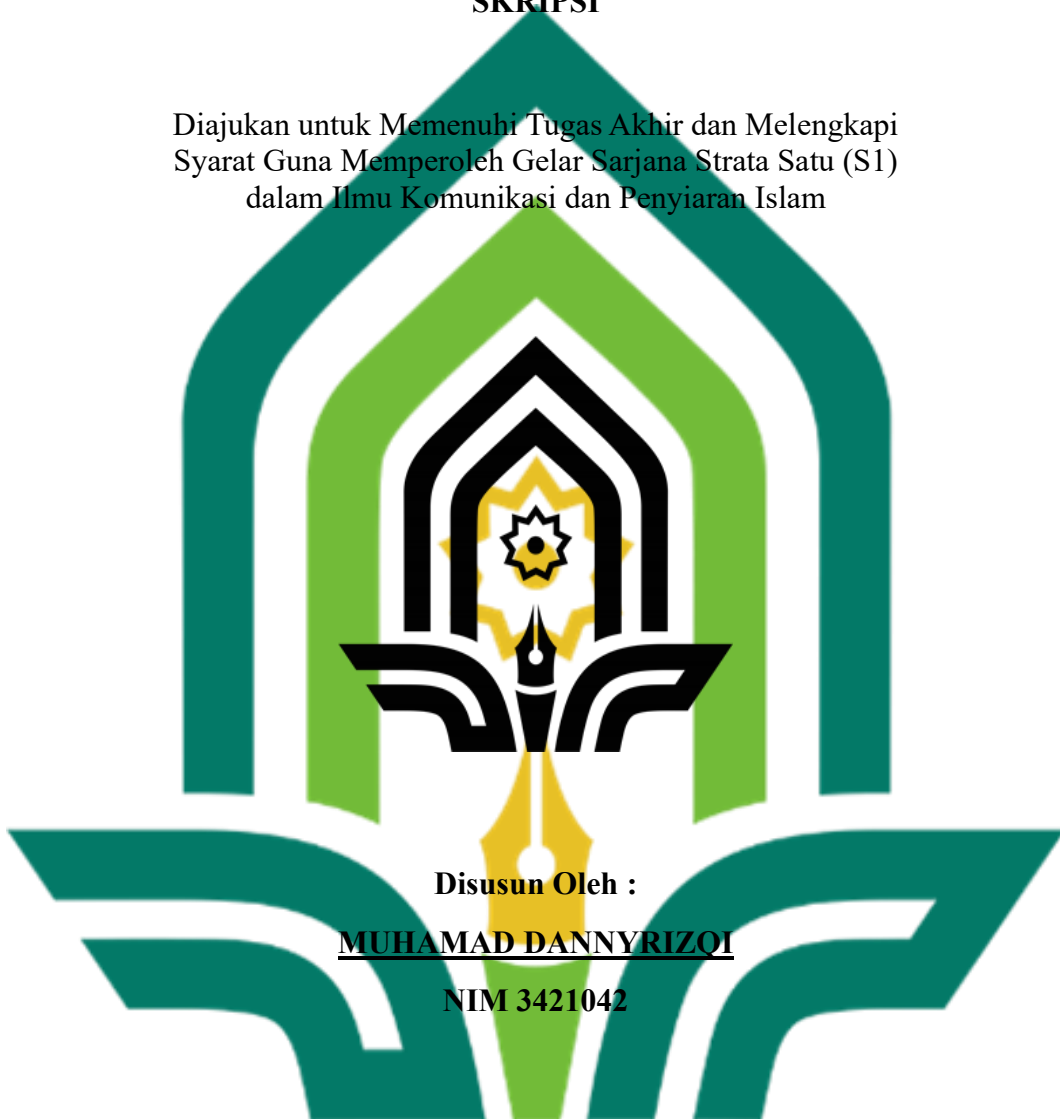 SKRIPSI
Diajukan untuk Memenuhi Tugas Akhir dan Melengkapi
Syarat Guna Memperoleh Gelar Sarjana Strata Satu (S1)
dalam Ilmu Komunikasi dan Penyiaran Islam
Disusun Oleh :
MUHAMAD DANNYRIZQI
NIM 3421042